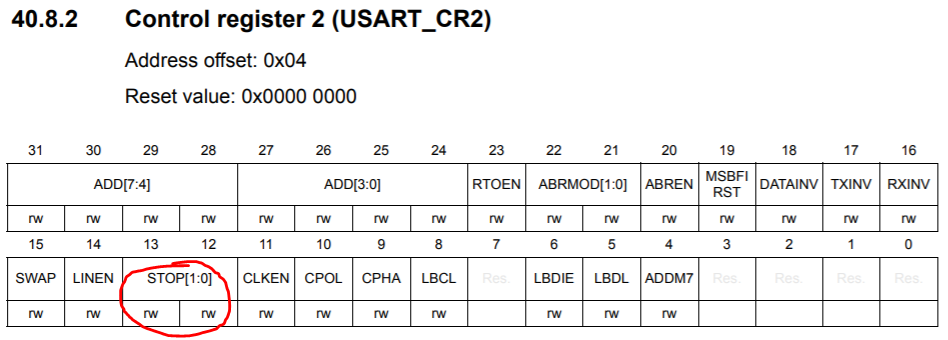 40.8.2 Control register 2 (USART_CR2)
Address offset: 0x04
Reset value: 0x0000 0000
31 30 29 28 27 26 25 24 23 22 21 20 19 18 17 16
ADD[7:4] ADD[3:0] RTOEN ABRMOD[1:0] ABREN MSBFI RST DATAINV TXINV RXINV
rw rw rw rw rw rw rw rw rw rw rw rw rw rw rw rw
15 14 13 12 11 10 9 8 7 6 5 4 3 2 1 0
SWAP LINEN STOP[1:0] CLKEN CPOL CPHA LBCL Res. LBDIE LBDL ADDM7 Res. Res. Res. Res.
rw rw rw rw rw rw rw rw rw rw rw